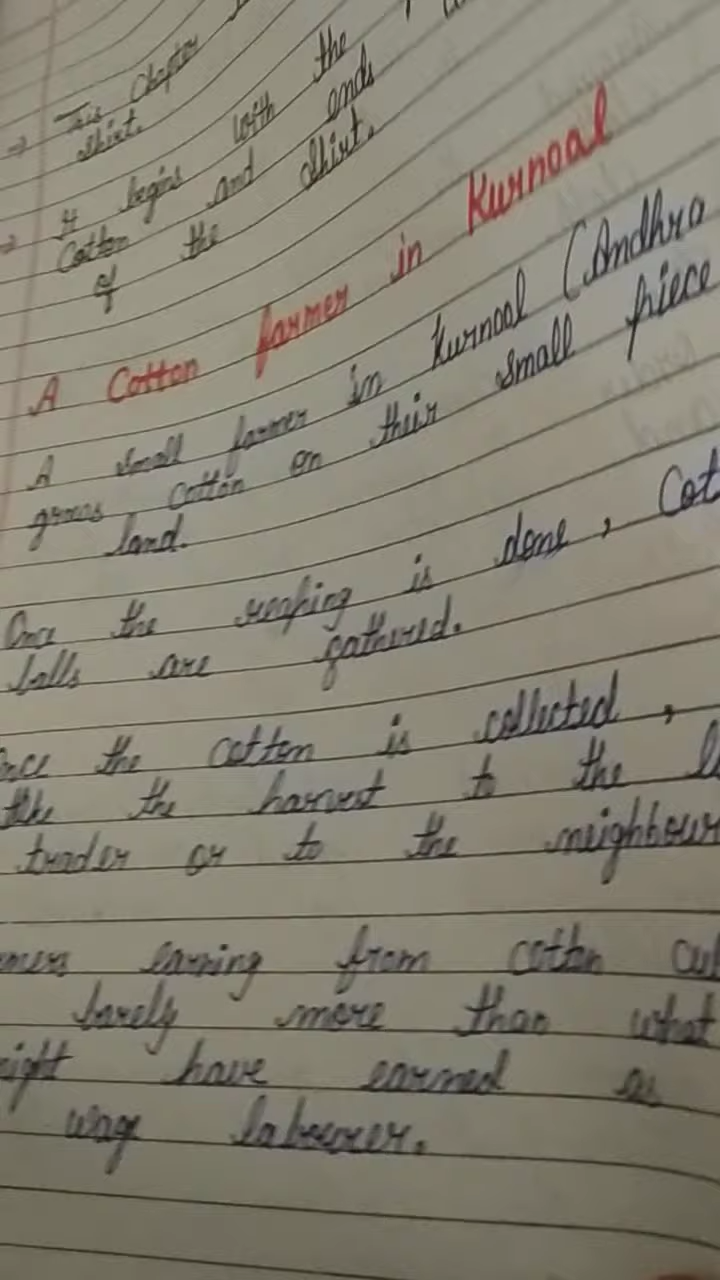 → This Chapter
shirt.
→ It begins with the
Cotton and ends
of the shirt.
A Cotton farmer in Kurnoal
A small farmer in Kurnool (Andhra
grows cotton on their small piece
land.
Once the reaping is done, Cot
balls are gathered.
the cotton is collected,
the harvest to the
trader or to the neighbour
earning from cotton cul
barely more than what
have earned as
wage labourer.